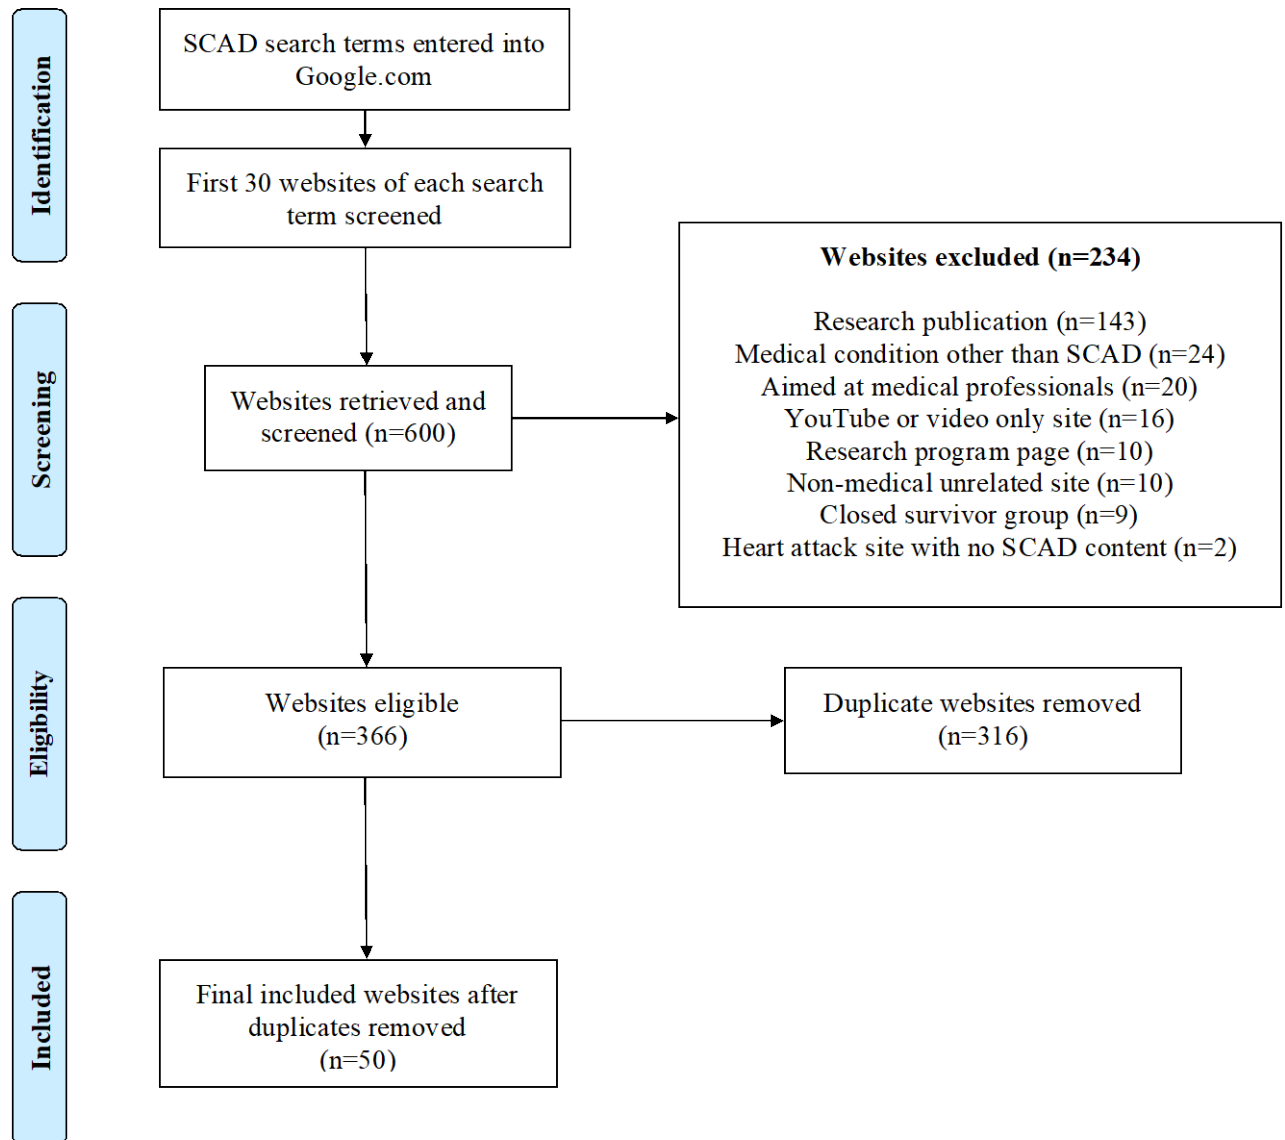 Identification
SCAD search terms entered into
Google.com
First 30 websites of each search
term screened
Screening
Websites retrieved and
screened (n=600)
Websites excluded (n=234)
Research publication (n=143)
Medical condition other than SCAD (n=24)
Aimed at medical professionals (n=20)
YouTube or video only site (n=16)
Research program page (n=10)
Non-medical unrelated site (n=10)
Closed survivor group (n=9)
Heart attack site with no SCAD content (n=2)
Eligibility
Websites eligible
(n=366)
Duplicate websites removed
(n=316)
Included
Final included websites after
duplicates removed
(n=50)